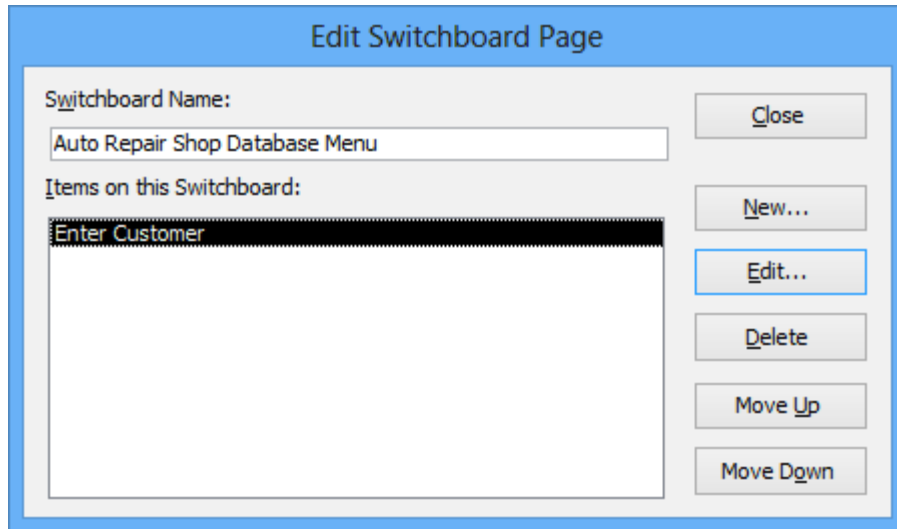 Edit Switchboard Page
Switchboard Name:
Close
Auto Repair Shop Database Menu
Items on this Switchboard:
New...
Enter Customer
Edit...
Delete
Move Up
Move Down